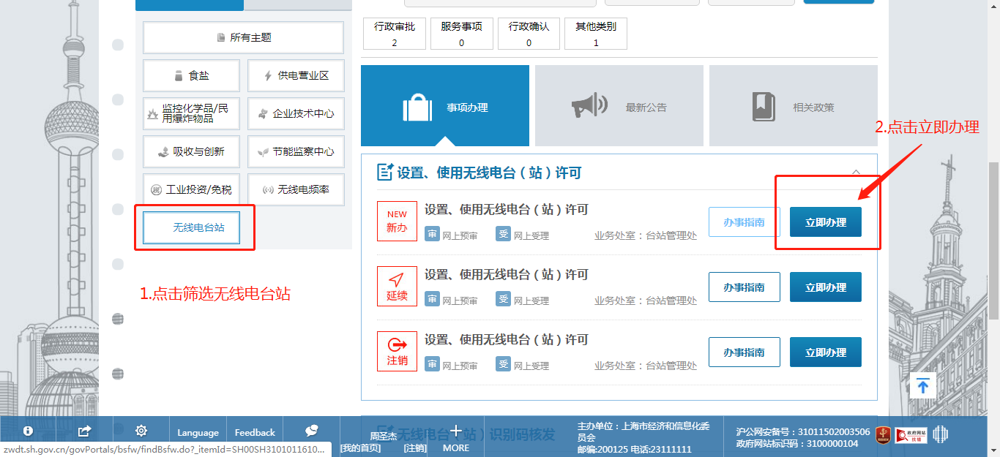 所有主题
食盐
供电营业区
监控化学品/民
用爆炸物品
企业技术中心
吸收与创新
节能监察中心
工业投资/免税
无线电频率
无线电台站
1.点击筛选无线电台站
行政审批
2
服务事项
0
行政确认
0
其他类别
1
事项办理
最新公告
相关政策
2.点击立即办理
设置、使用无线电台（站）许可
NEW
新办
设置、使用无线电台（站）许可
审 网上预审
受 网上受理
业务处室：台站管理处
办事指南
立即办理
延续
设置、使用无线电台（站）许可
审 网上预审
受 网上受理
业务处室：台站管理处
办事指南
立即办理
注销
设置、使用无线电台（站）许可
审 网上预审
受 网上受理
业务处室：台站管理处
办事指南
立即办理
无线电台（站）识别码核发
Language
Feedback
周圣杰
[我的首页]
[注销]
MORE
主办单位：上海市经济和信息化委
员会
邮编:200125 电话:23111111
沪公网安备号：31011502003506
政府网站标识码：3100000104
政府网站
找错
zwdt.sh.gov.cn/govPortals/bsfw/findBsfw.do?_itemId=SH00SH3101011610...